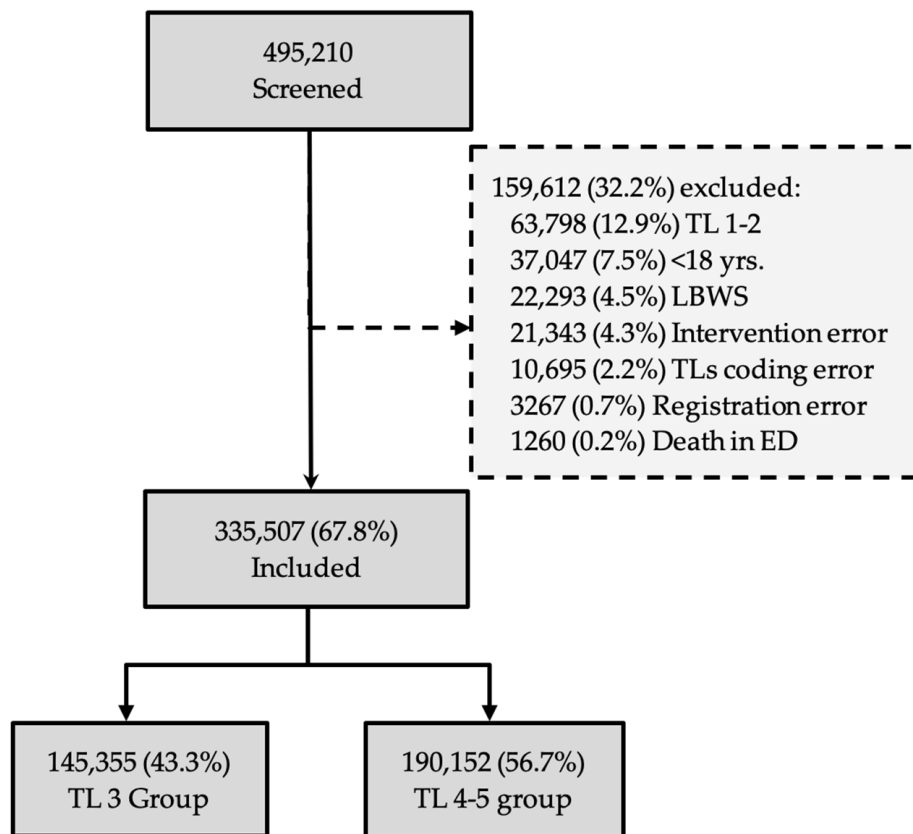 495,210
Screened
159,612 (32.2%) excluded:
63,798 (12.9%) TL 1-2
37,047 (7.5%) <18 yrs.
22,293 (4.5%) LBWS
21,343 (4.3%) Intervention error
10,695 (2.2%) TLs coding error
3267 (0.7%) Registration error
1260 (0.2%) Death in ED
335,507 (67.8%)
Included
145,355 (43.3%)
TL 3 Group
190,152 (56.7%)
TL 4-5 group